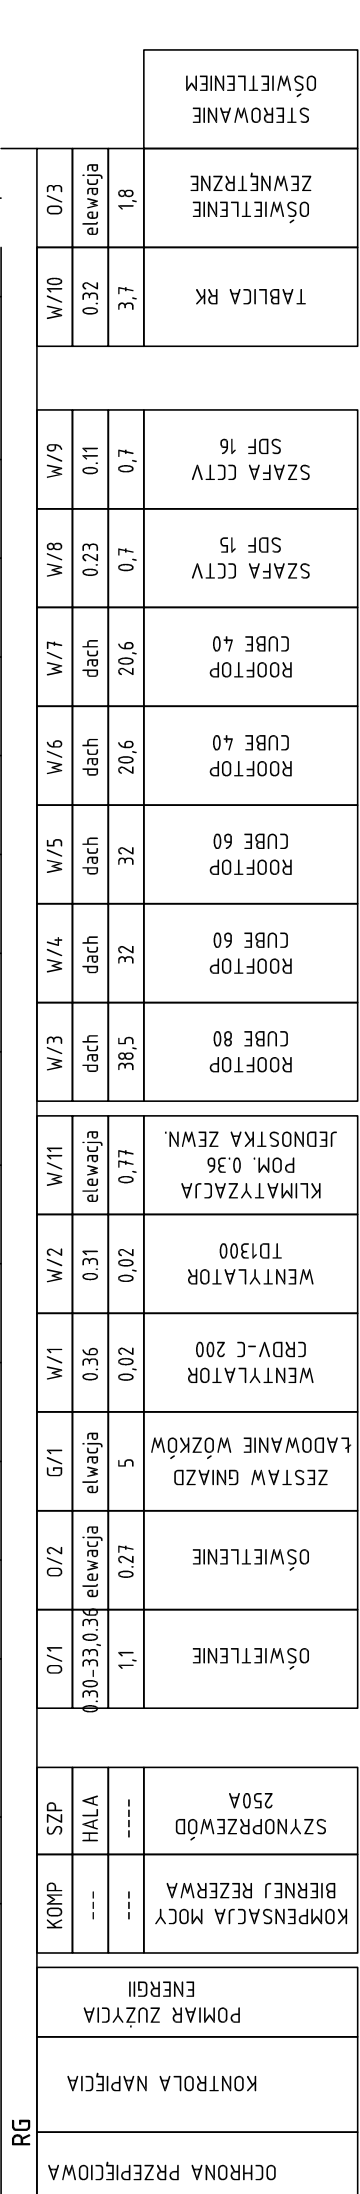 STEROWANIE
OŚWIETLENIEM
O/3
elewacja
1,8
OŚWIETLENIE
ZEWNĘTRZNE
W/10
0.32
3,7
TABLICA RK
W/9
0.11
0,7
SZAFA CCTV
SDF 16
W/8
0.23
0,7
SZAFA CCTV
SDF 15
W/7
dach
20,6
ROOFTOP
CUBE 40
W/6
dach
20,6
ROOFTOP
CUBE 40
W/5
dach
32
ROOFTOP
CUBE 60
W/4
dach
32
ROOFTOP
CUBE 60
W/3
dach
38,5
ROOFTOP
CUBE 80
W/11
elewacja
0,77
KLIMATYZACJA
POM. 0.36
JEDNOSTKA ZEWN.
W/2
0.31
0,02
WENTYLATOR
TD1300
W/1
0.36
0,02
WENTYLATOR
CRDV-C 200
G/1
elwacja
5
ZESTAW GNIAZD
ŁADOWANIE WÓZKÓW
O/2
elewacja
0.27
OŚWIETLENIE
O/1
0.30-33,0.36
1,1
OŚWIETLENIE
SZP
HALA
----
SZYNOPRZEWÓD
250A
KOMP
---
---
KOMPENSACJA MOCY
BIERNEJ REZERWA
POMIAR ZUŻYCIA
ENERGII
KONTROLA NAPIĘCIA
RG
OCHRONA PRZEPIĘCIOWA